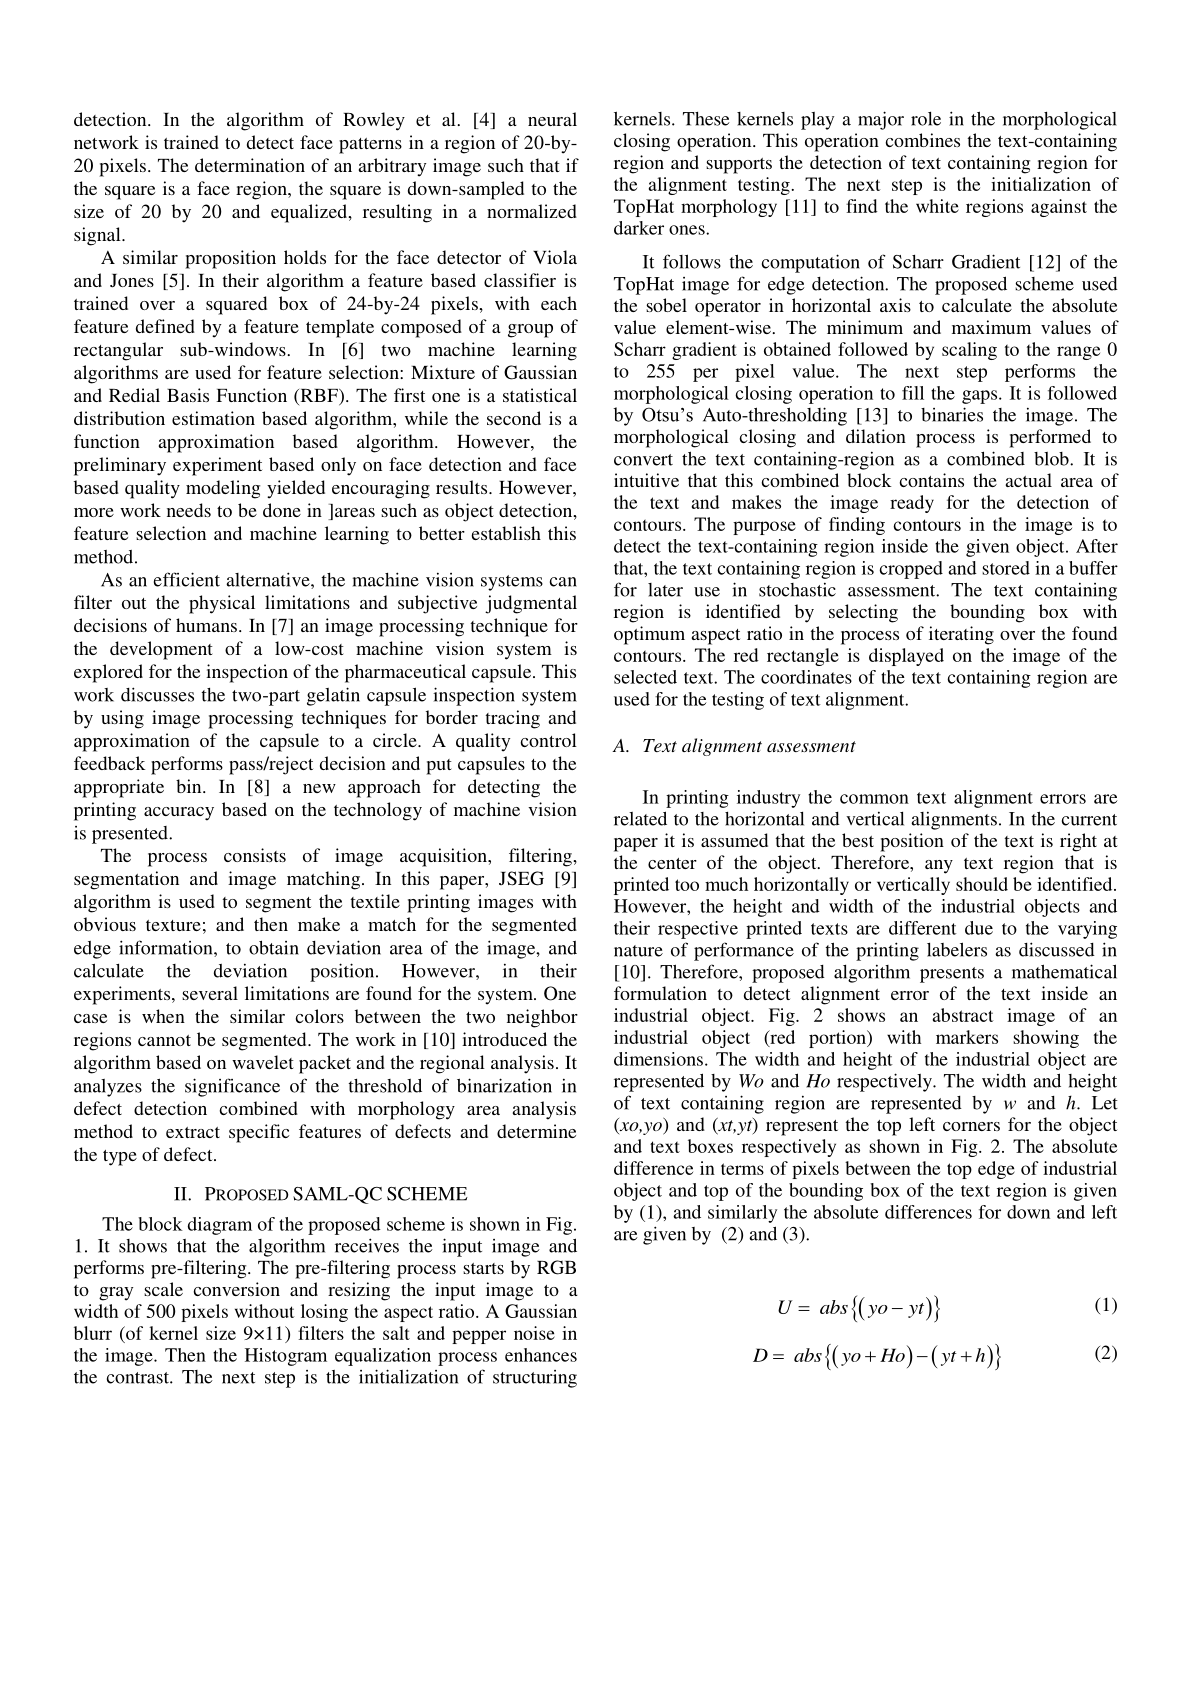 detection. In the algorithm of Rowley et al. [4] a neural
network is trained to detect face patterns in a region of 20-by-
20 pixels. The determination of an arbitrary image such that if
the square is a face region, the square is down-sampled to the
size of 20 by 20 and equalized, resulting in a normalized
signal.
A similar proposition holds for the face detector of Viola
and Jones [5]. In their algorithm a feature based classifier is
trained over a squared box of 24-by-24 pixels, with each
feature defined by a feature template composed of a group of
rectangular sub-windows. In [6] two machine learning
algorithms are used for feature selection: Mixture of Gaussian
and Redial Basis Function (RBF). The first one is a statistical
distribution estimation based algorithm, while the second is a
function approximation based algorithm. However, the
preliminary experiment based only on face detection and face
based quality modeling yielded encouraging results. However,
more work needs to be done in ]areas such as object detection,
feature selection and machine learning to better establish this
method.
As an efficient alternative, the machine vision systems can
filter out the physical limitations and subjective judgmental
decisions of humans. In [7] an image processing technique for
the development of a low-cost machine vision system is
explored for the inspection of the pharmaceutical capsule. This
work discusses the two-part gelatin capsule inspection system
by using image processing techniques for border tracing and
approximation of the capsule to a circle. A quality control
feedback performs pass/reject decision and put capsules to the
appropriate bin. In [8] a new approach for detecting the
printing accuracy based on the technology of machine vision
is presented.
The process consists of image acquisition, filtering,
segmentation and image matching. In this paper, JSEG [9]
algorithm is used to segment the textile printing images with
obvious texture; and then make a match for the segmented
edge information, to obtain deviation area of the image, and
calculate the deviation position. However, in their
experiments, several limitations are found for the system. One
case is when the similar colors between the two neighbor
regions cannot be segmented. The work in [10] introduced the
algorithm based on wavelet packet and the regional analysis. It
analyzes the significance of the threshold of binarization in
defect detection combined with morphology area analysis
method to extract specific features of defects and determine
the type of defect.
II. PROPOSED SAML-QC SCHEME
The block diagram of the proposed scheme is shown in Fig.
1. It shows that the algorithm receives the input image and
performs pre-filtering. The pre-filtering process starts by RGB
to gray scale conversion and resizing the input image to a
width of 500 pixels without losing the aspect ratio. A Gaussian
blurr (of kernel size 9×11) filters the salt and pepper noise in
the image. Then the Histogram equalization process enhances
the contrast. The next step is the initialization of structuring
kernels. These kernels play a major role in the morphological
closing operation. This operation combines the text-containing
region and supports the detection of text containing region for
the alignment testing. The next step is the initialization of
TopHat morphology [11] to find the white regions against the
darker ones.
It follows the computation of Scharr Gradient [12] of the
TopHat image for edge detection. The proposed scheme used
the sobel operator in horizontal axis to calculate the absolute
value element-wise. The minimum and maximum values of
Scharr gradient is obtained followed by scaling to the range 0
to 255 per pixel value. The next step performs the
morphological closing operation to fill the gaps. It is followed
by Otsu's Auto-thresholding [13] to binaries the image. The
morphological closing and dilation process is performed to
convert the text containing-region as a combined blob. It is
intuitive that this combined block contains the actual area of
the text and makes the image ready for the detection of
contours. The purpose of finding contours in the image is to
detect the text-containing region inside the given object. After
that, the text containing region is cropped and stored in a buffer
for later use in stochastic assessment. The text containing
region is identified by selecting the bounding box with
optimum aspect ratio in the process of iterating over the found
contours. The red rectangle is displayed on the image of the
selected text. The coordinates of the text containing region are
used for the testing of text alignment.
A. Text alignment assessment
In printing industry the common text alignment errors are
related to the horizontal and vertical alignments. In the current
paper it is assumed that the best position of the text is right at
the center of the object. Therefore, any text region that is
printed too much horizontally or vertically should be identified.
However, the height and width of the industrial objects and
their respective printed texts are different due to the varying
nature of performance of the printing labelers as discussed in
[10]. Therefore, proposed algorithm presents a mathematical
formulation to detect alignment error of the text inside an
industrial object. Fig. 2 shows an abstract image of an
industrial object (red portion) with markers showing the
dimensions. The width and height of the industrial object are
represented by Wo and Ho respectively. The width and height
of text containing region are represented by w and h. Let
(xo,yo) and (xt,yt) represent the top left corners for the object
and text boxes respectively as shown in Fig. 2. The absolute
difference in terms of pixels between the top edge of industrial
object and top of the bounding box of the text region is given
by (1), and similarly the absolute differences for down and left
are given by (2) and (3).
U = abs{(yo − yt)} (1)
D = abs{(yo + Ho) − (yt + h)} (2)